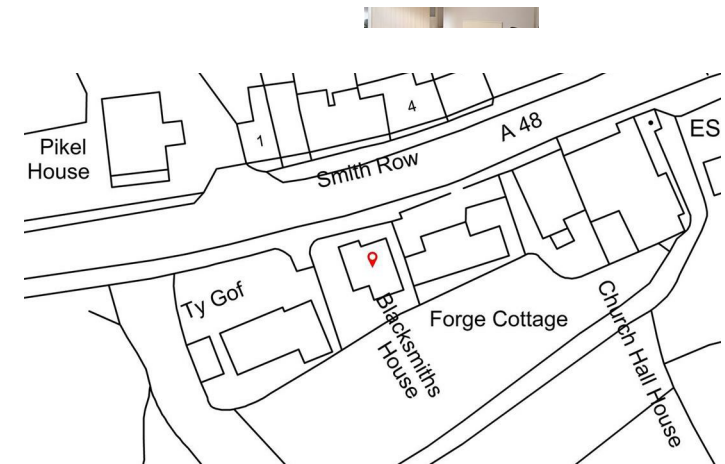 Pikel
House
1
4
Smith Row
A 48
ES
Ty Gof
Blacksmiths
House
Forge Cottage
Church Hall House